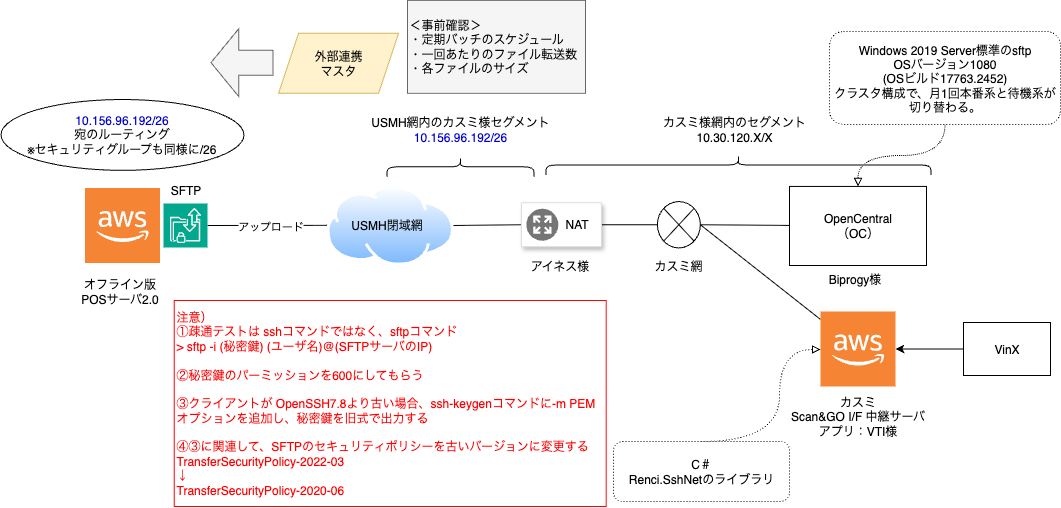 ＜事前確認＞
・定期バッチのスケジュール
・一回あたりのファイル転送数
・各ファイルのサイズ
外部連携
マスタ
Windows 2019 Server標準のsftp
OSバージョン1080
(OSビルド17763.2452)
クラスタ構成で、月1回本番系と待機系が
切り替わる。
10.156.96.192/26
宛のルーティング
※セキュリティグループも同様に/26
USMH網内のカスミ様セグメント
10.156.96.192/26
カスミ様網内のセグメント
10.30.120.X/X
SFTP
aws
アップロード
USMH閉域網
NAT
OpenCentral
（OC）
アイネス様
カスミ網
Biprogy様
オフライン版
POSサーバ2.0
注意）
①疎通テストは sshコマンドではなく、sftpコマンド
> sftp -i (秘密鍵) (ユーザ名)@(SFTPサーバのIP)
②秘密鍵のパーミッションを600にしてもらう
③クライアントが OpenSSH7.8より古い場合、ssh-keygenコマンドに-m PEM
オプションを追加し、秘密鍵を旧式で出力する
④③に関連して、SFTPのセキュリティポリシーを古いバージョンに変更する
TransferSecurityPolicy-2022-03
↓
TransferSecurityPolicy-2020-06
aws
VinX
カスミ
Scan&GO I/F 中継サーバ
アプリ：VTI様
C＃
Renci.SshNetのライブラリ